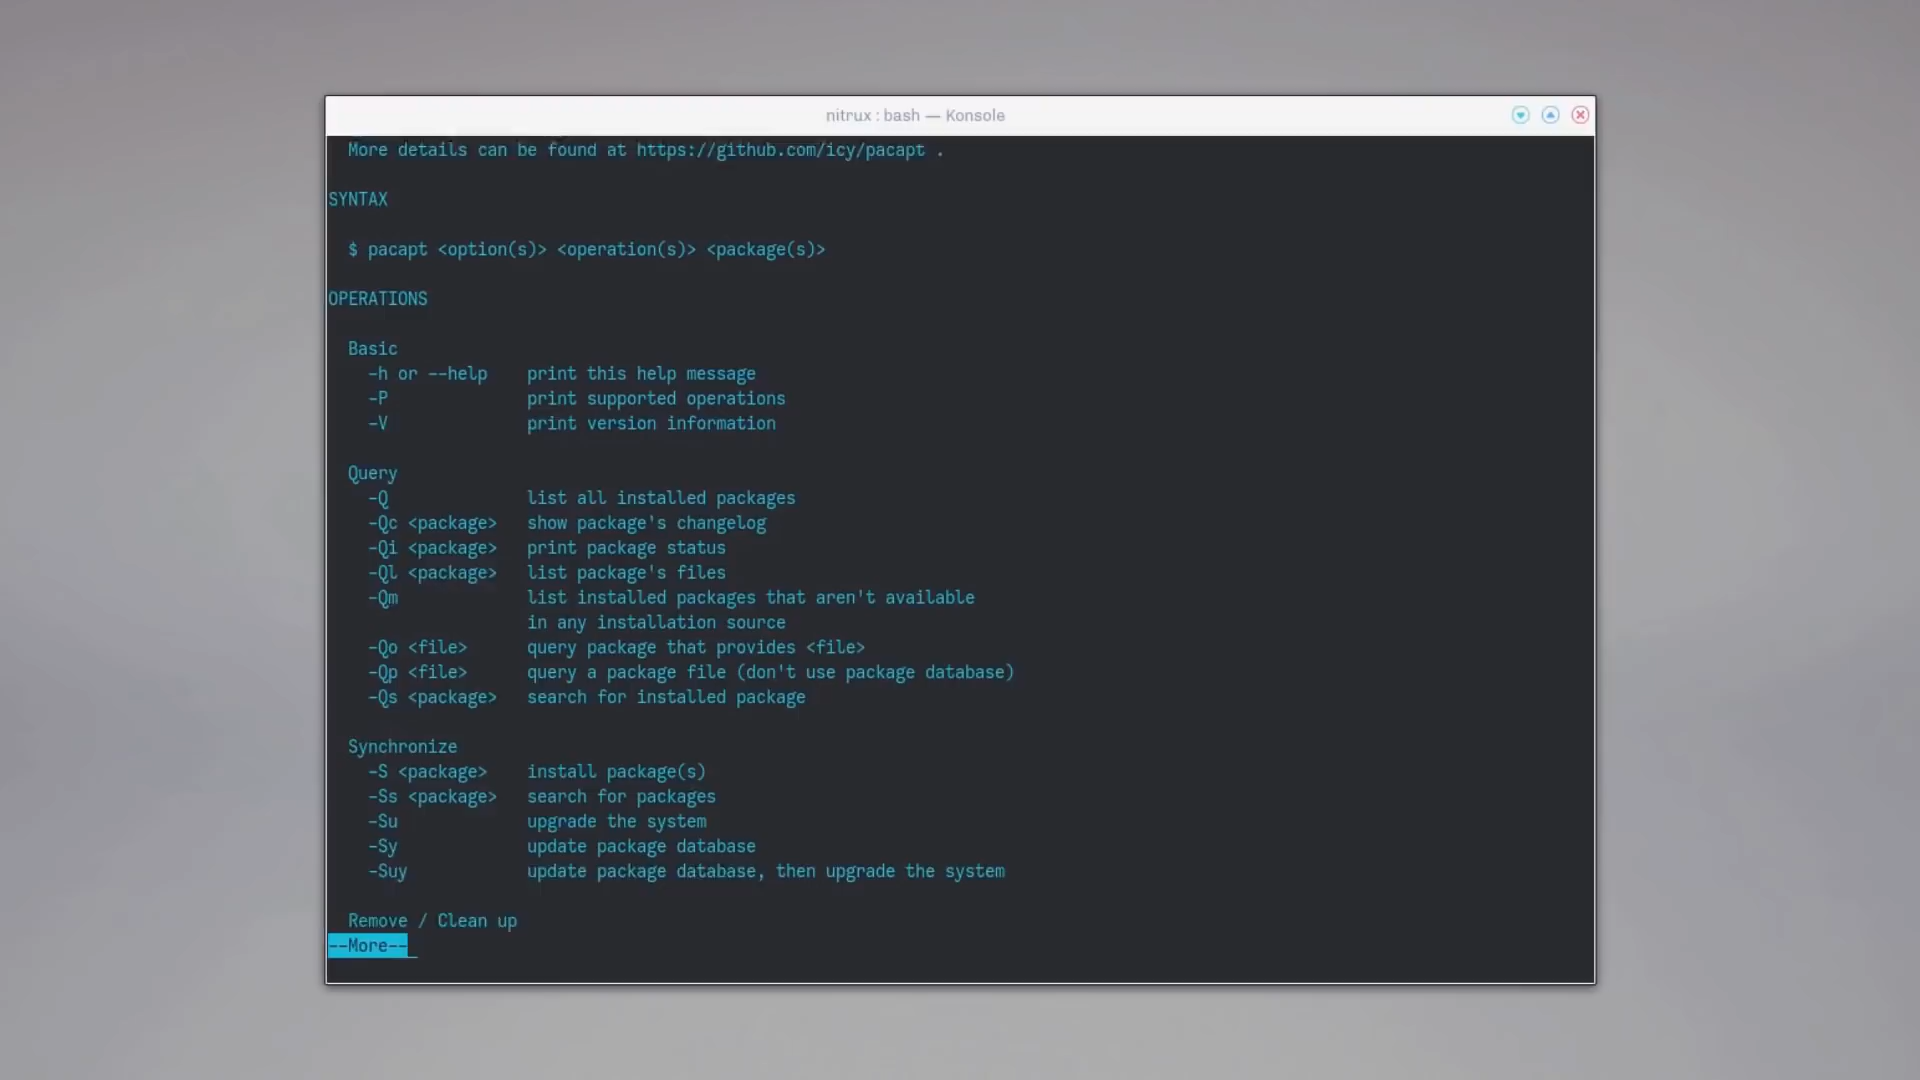 nitrux : bash — Konsole
More details can be found at https://github.com/icy/pacapt .
SYNTAX
$ pacapt <option(s)> <operation(s)> <package(s)>
OPERATIONS
Basic
-h or --help print this help message
-P print supported operations
-V print version information
Query
-Q list all installed packages
-Qc <package> show package's changelog
-Qi <package> print package status
-Ql <package> list package's files
-Qm list installed packages that aren't available
in any installation source
-Qo <file> query package that provides <file>
-Qp <file> query a package file (don't use package database)
-Qs <package> search for installed package
Synchronize
-S <package> install package(s)
-Ss <package> search for packages
-Su upgrade the system
-Sy update package database
-Suy update package database, then upgrade the system
Remove / Clean up
--More--